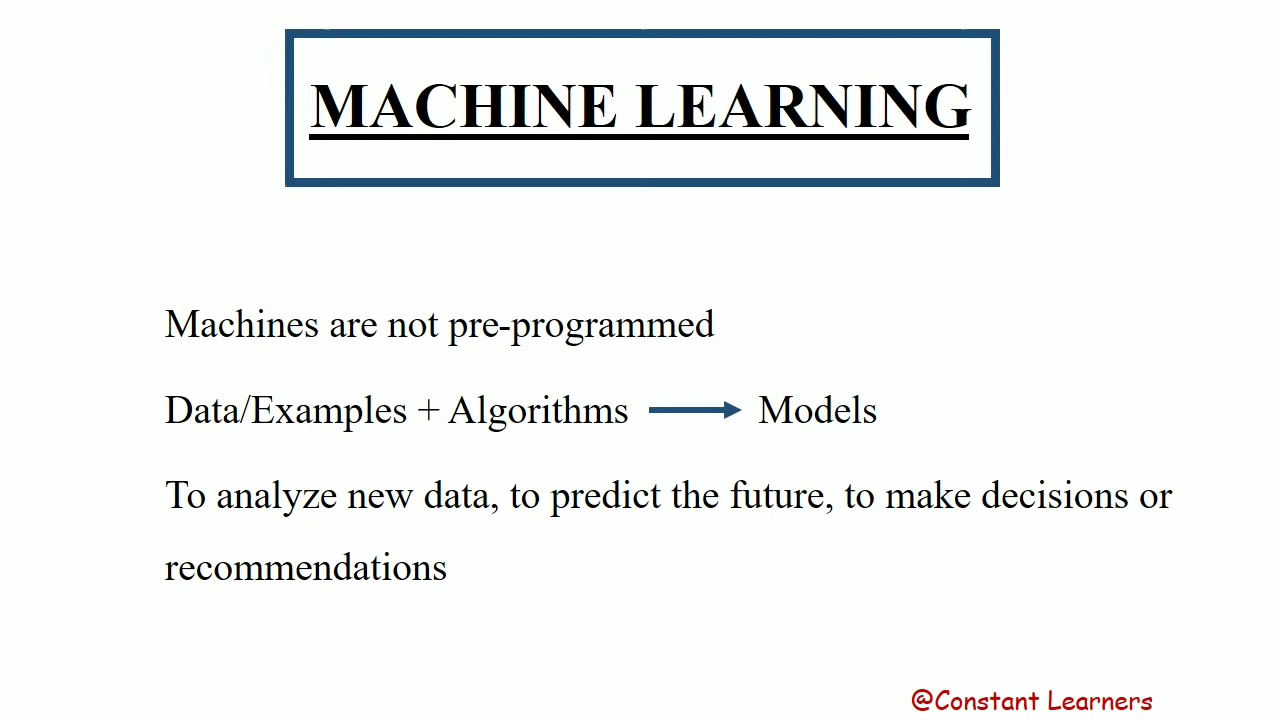 MACHINE LEARNING
Machines are not pre-programmed
Data/Examples + Algorithms → Models
To analyze new data, to predict the future, to make decisions or
recommendations
@Constant Learners